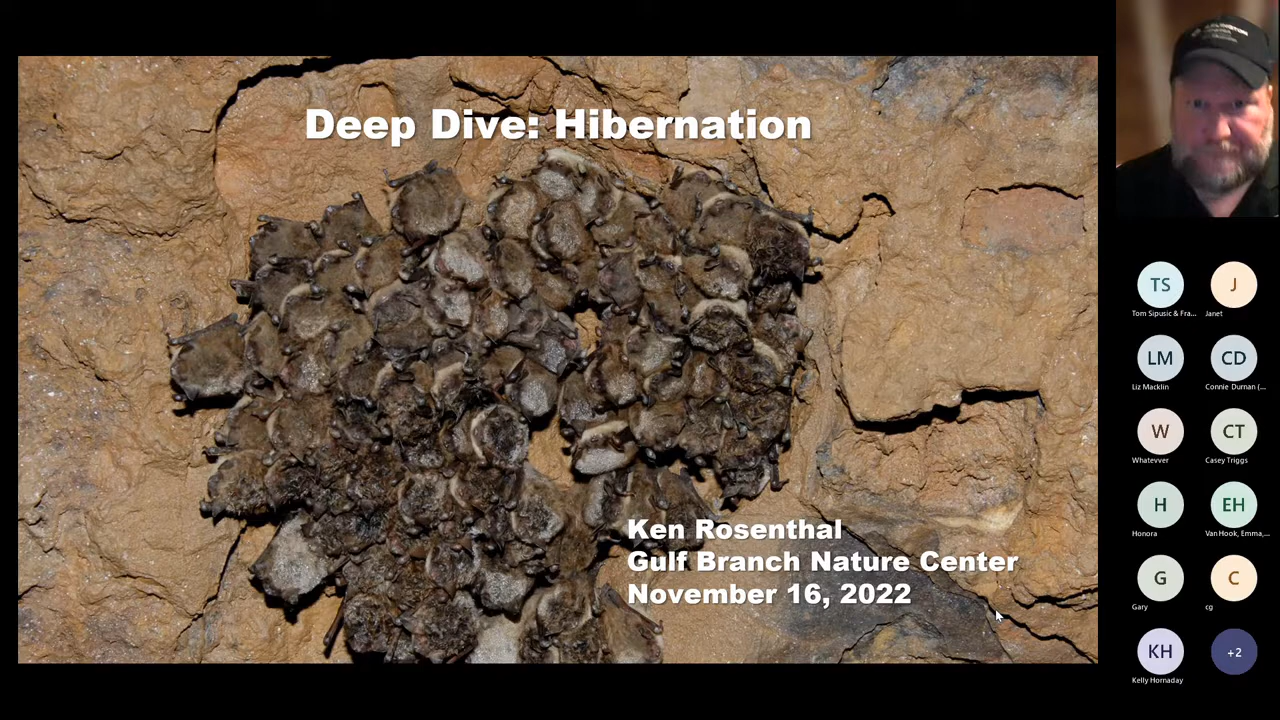 Deep Dive: Hibernation
Ken Rosenthal
Gulf Branch Nature Center
November 16, 2022
TS
Tom Sipusic & Fra...
J
Janet
LM
Liz Macklin
CD
Connie Durnan (...
W
Whatevver
CT
Casey Triggs
H
Honora
EH
Van Hook, Emma,...
G
Gary
C
cg
KH
Kelly Hornaday
+2